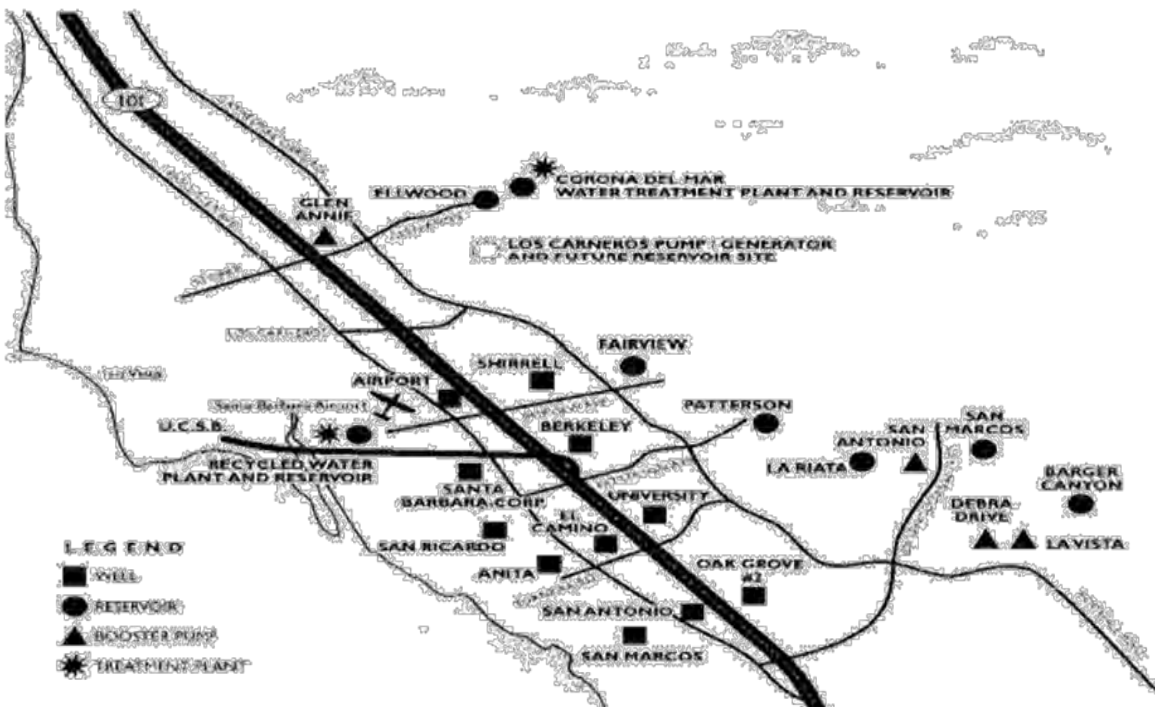 101
CORONA DEL MAR
WATER TREATMENT PLANT AND RESERVOIR
ELLWOOD
GLEN
ANNIE
LOS CARNEROS PUMP / GENERATOR
AND FUTURE RESERVOIR SITE
FAIRVIEW
SHIRRELL
AIRPORT
Santa Barbara Airport
U.C.S.B.
BERKELEY
PATTERSON
SAN
ANTONIO
SAN
MARCOS
LA RIATA
BARGER
CANYON
RECYCLED WATER
PLANT AND RESERVOIR
SANTA
BARBARA CORP.
UNIVERSITY
DEBRA
DRIVE
LA VISTA
EL
CAMINO
SAN RICARDO
ANITA
OAK GROVE
#2
SAN ANTONIO
SAN MARCOS
LEGEND
WELL
RESERVOIR
BOOSTER PUMP
TREATMENT PLANT